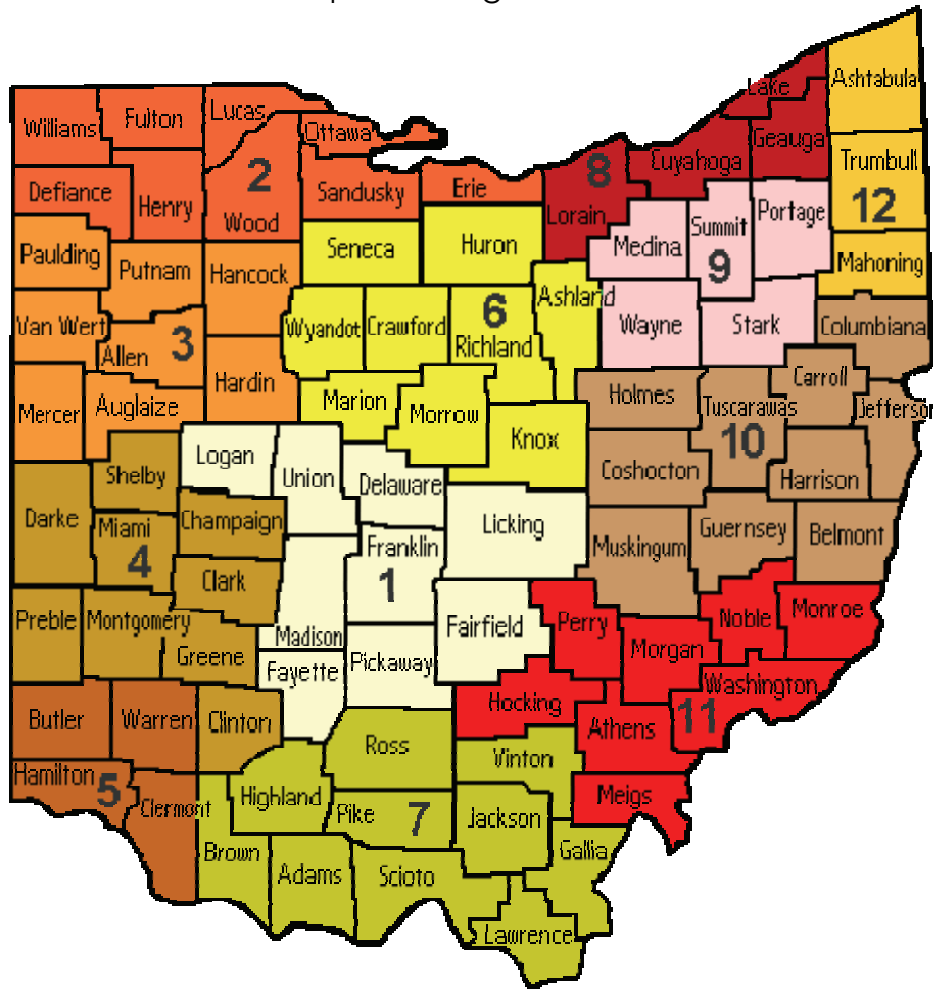 Ashtabula
Lake
Williams
Fulton
Lucas
Ottawa
Geauga
Cuyahoga
8
Trumbull
2
Defiance
Henry
Wood
Sandusky
Erie
Lorain
12
Portage
Summit
Medina
9
Mahoning
Paulding
Putnam
Hancock
Seneca
Huron
Ashland
Van Wert
Allen
3
Wyandot
Crawford
6
Richland
Wayne
Stark
Columbiana
Mercer
Auglaize
Hardin
Marion
Morrow
Knox
Holmes
Tuscarawas
10
Carroll
Jefferson
Harrison
Coshocton
Shelby
Logan
Union
Delaware
Licking
Darke
Miami
4
Champaign
Clark
Franklin
1
Muskingum
Guernsey
Belmont
Preble
Montgomery
Greene
Madison
Fayette
Pickaway
Fairfield
Perry
Morgan
Noble
Monroe
Washington
11
Butler
Warren
Clinton
Ross
Hocking
Athens
Vinton
Meigs
Hamilton
5
Clermont
Highland
Pike
7
Jackson
Gallia
Brown
Adams
Scioto
Lawrence